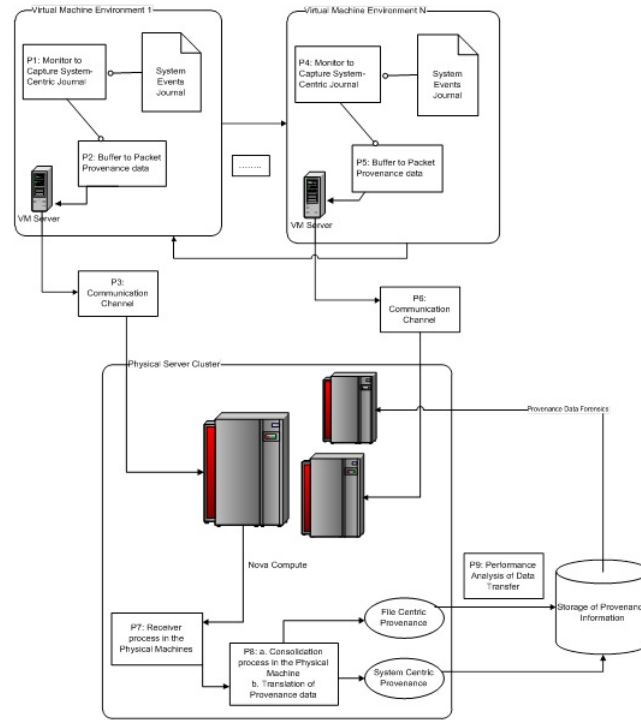 Virtual Machine Environment 1
P1: Monitor to
Capture System-
Centric Journal
System
Events
Journal
P2: Buffer to Packet
Provenance data
VM Server
........
Virtual Machine Environment N
P4: Monitor to
Capture System-
Centric Journal
System
Events
Journal
P5: Buffer to Packet
Provenance data
VM Server
P3:
Communication
Channel
P6:
Communication
Channel
Physical Server Cluster
Provenance Data Forensics
Nova Compute
P7: Receiver
process in the
Physical Machines
P8: a. Consolidation
process in the Physical
Machine
b. Translation of
Provenance data
File Centric
Provenance
System Centric
Provenance
P9: Performance
Analysis of Data
Transfer
Storage of Provenance
Information